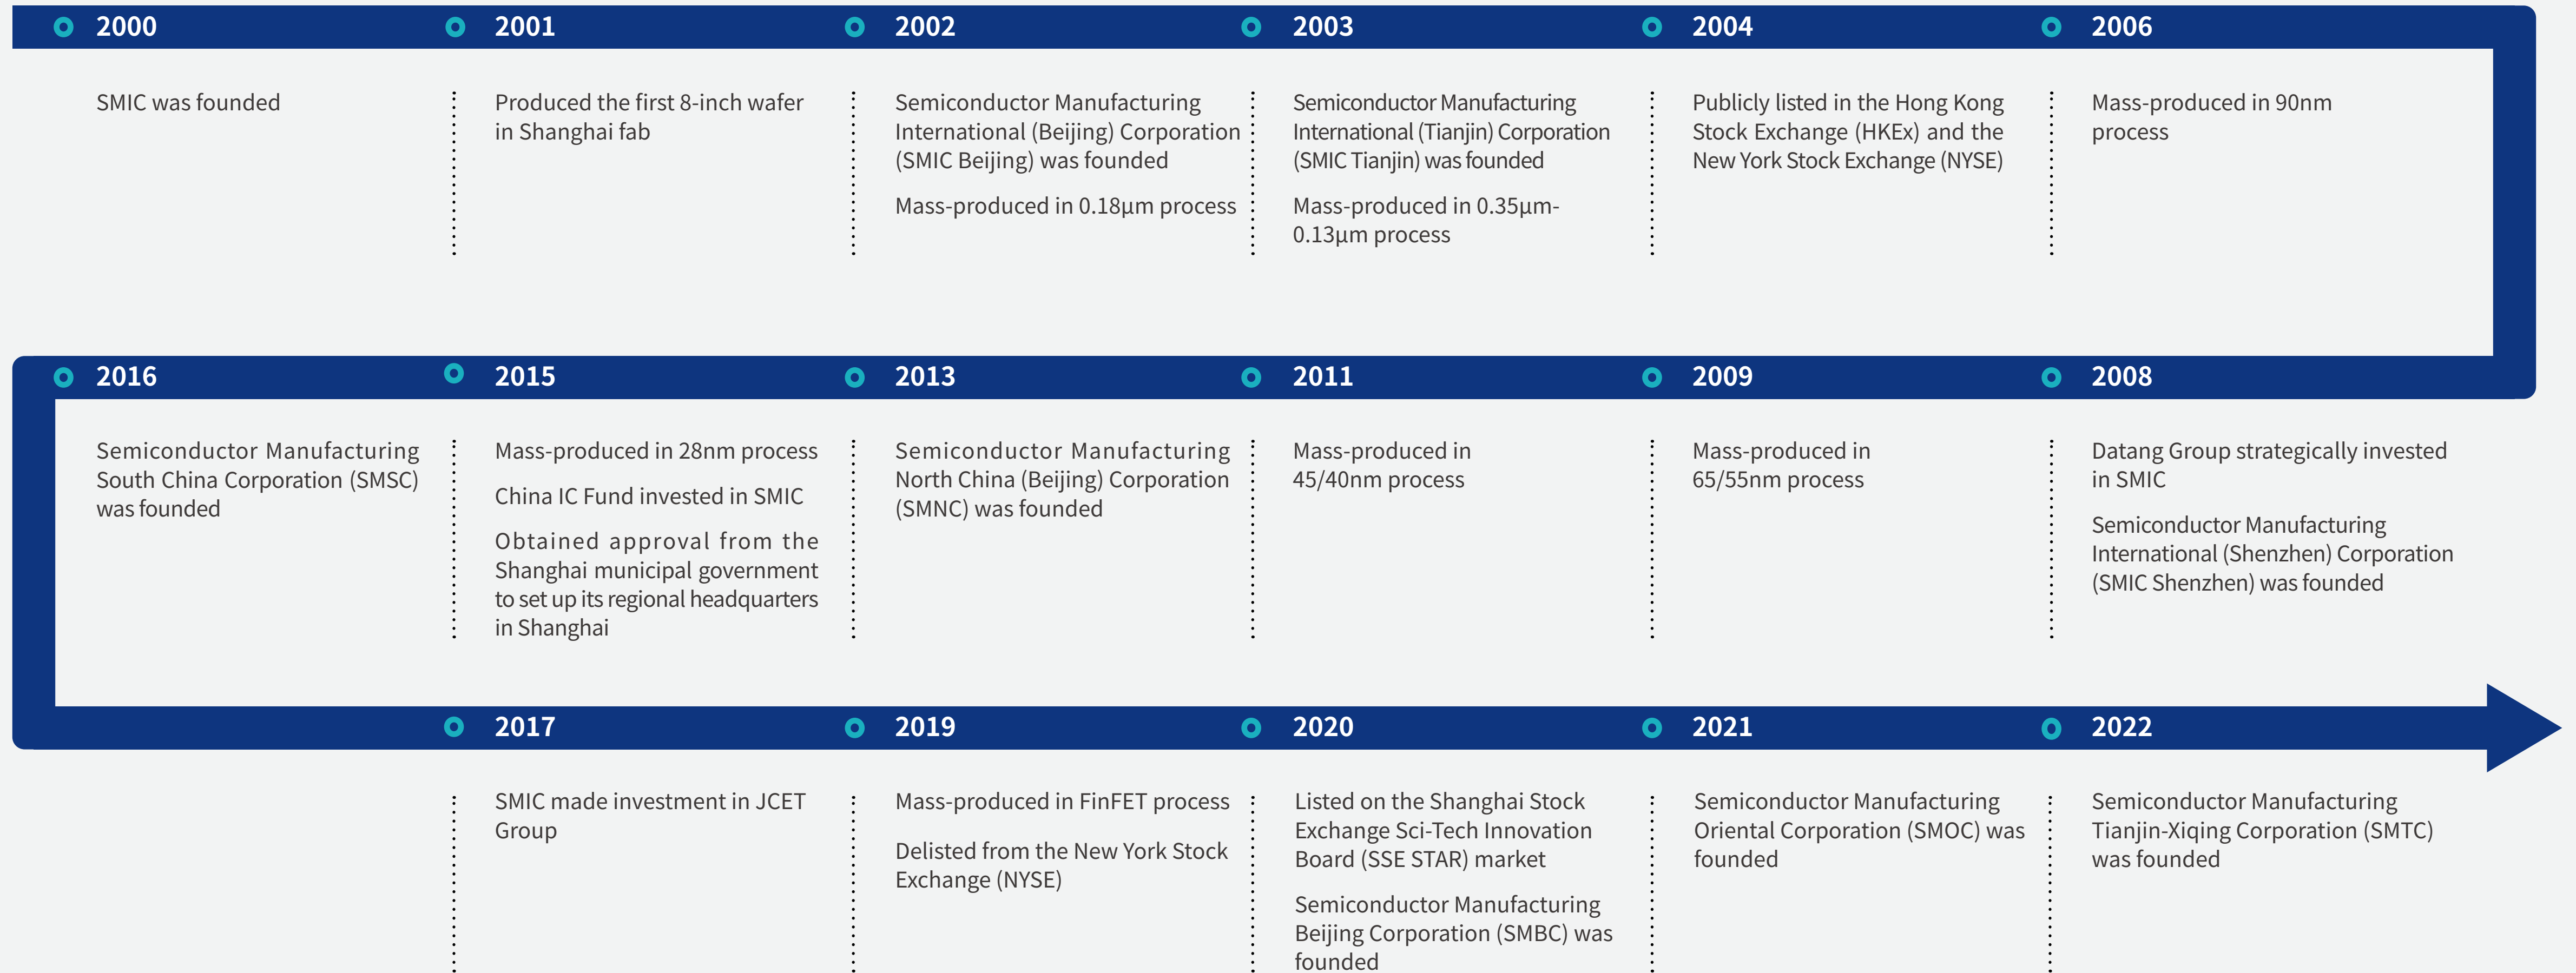 2000
SMIC was founded
2001
Produced the first 8-inch wafer
in Shanghai fab
2002
Semiconductor Manufacturing
International (Beijing) Corporation
(SMIC Beijing) was founded
Mass-produced in 0.18μm process
2003
Semiconductor Manufacturing
International (Tianjin) Corporation
(SMIC Tianjin) was founded
Mass-produced in 0.35μm-
0.13μm process
2004
Publicly listed in the Hong Kong
Stock Exchange (HKEx) and the
New York Stock Exchange (NYSE)
2006
Mass-produced in 90nm
process
2008
Datang Group strategically invested
in SMIC
Semiconductor Manufacturing
International (Shenzhen) Corporation
(SMIC Shenzhen) was founded
2009
Mass-produced in
65/55nm process
2011
Mass-produced in
45/40nm process
2013
Semiconductor Manufacturing
North China (Beijing) Corporation
(SMNC) was founded
2015
Mass-produced in 28nm process
China IC Fund invested in SMIC
Obtained approval from the
Shanghai municipal government
to set up its regional headquarters
in Shanghai
2016
Semiconductor Manufacturing
South China Corporation (SMSC)
was founded
2017
SMIC made investment in JCET
Group
2019
Mass-produced in FinFET process
Delisted from the New York Stock
Exchange (NYSE)
2020
Listed on the Shanghai Stock
Exchange Sci-Tech Innovation
Board (SSE STAR) market
Semiconductor Manufacturing
Beijing Corporation (SMBC) was
founded
2021
Semiconductor Manufacturing
Oriental Corporation (SMOC) was
founded
2022
Semiconductor Manufacturing
Tianjin-Xiqing Corporation (SMTC)
was founded